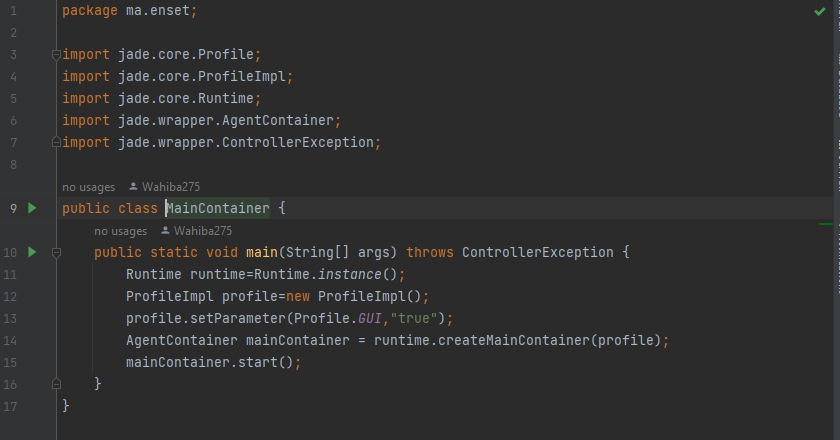 1 package ma.enset;
2
3 import jade.core.Profile;
4 import jade.core.ProfileImpl;
5 import jade.core.Runtime;
6 import jade.wrapper.AgentContainer;
7 import jade.wrapper.ControllerException;
8
no usages Wahiba275
9 public class MainContainer {
no usages Wahiba275
10 public static void main(String[] args) throws ControllerException {
11 Runtime runtime=Runtime.instance();
12 ProfileImpl profile=new ProfileImpl();
13 profile.setParameter(Profile.GUI,"true");
14 AgentContainer mainContainer = runtime.createMainContainer(profile);
15 mainContainer.start();
16 }
17 }